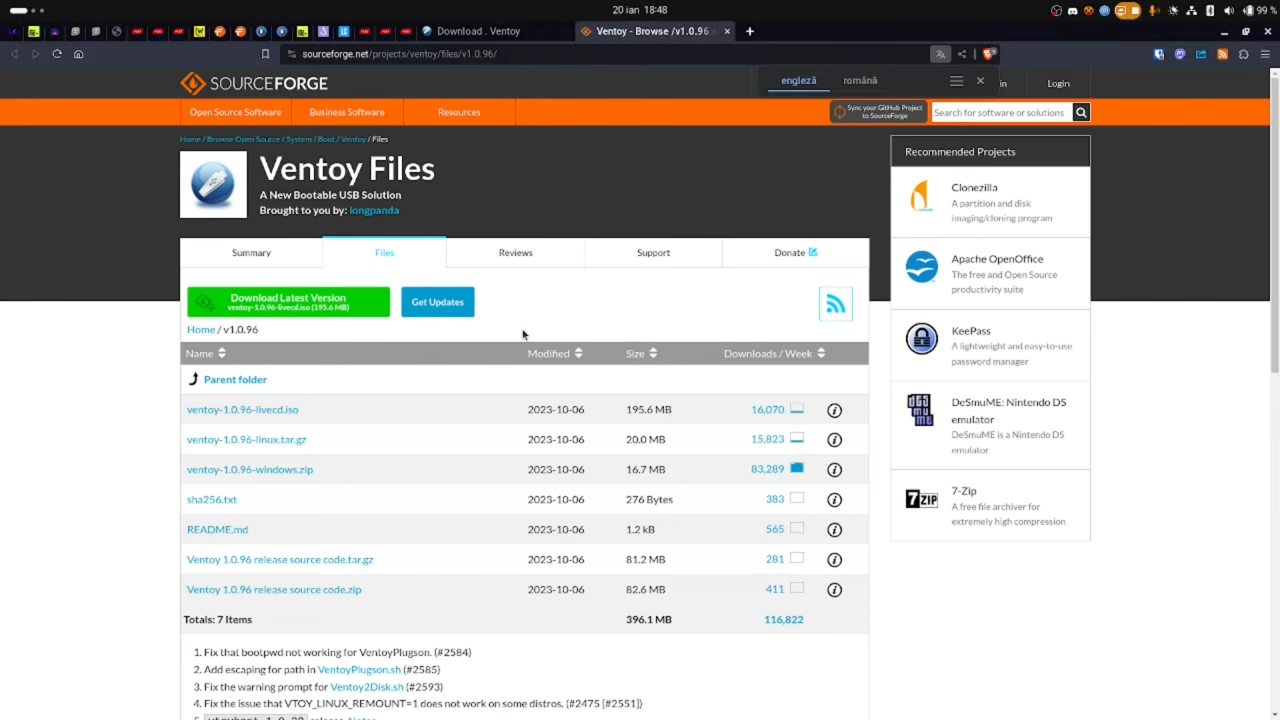 20 ian 18:48
9 %
Download . Ventoy
Ventoy - Browse /v1.0.96 a
sourceforge.net/projects/ventoy/files/v1.0.96/
SOURCEFORGE
engleză
română
in
Login
Open Source Software
Business Software
Resources
Sync your GitHub Project
to SourceForge
Search for software or solutions
Home / Browse Open Source / System / Boot / Ventoy / Files
Ventoy Files
A New Bootable USB Solution
Brought to you by: longpanda
Summary
Files
Reviews
Support
Donate
Download Latest Version
ventoy-1.0.96-livecd.iso (195.6 MB)
Get Updates
Home / v1.0.96
Name Modified Size Downloads / Week
Parent folder
ventoy-1.0.96-livecd.iso 2023-10-06 195.6 MB 16,070
ventoy-1.0.96-linux.tar.gz 2023-10-06 20.0 MB 15,823
ventoy-1.0.96-windows.zip 2023-10-06 16.7 MB 83,289
sha256.txt 2023-10-06 276 Bytes 383
README.md 2023-10-06 1.2 kB 565
Ventoy 1.0.96 release source code.tar.gz 2023-10-06 81.2 MB 281
Ventoy 1.0.96 release source code.zip 2023-10-06 82.6 MB 411
Totals: 7 Items 396.1 MB 116,822
1. Fix that bootpwd not working for VentoyPlugson. (#2584)
2. Add escaping for path in VentoyPlugson.sh (#2585)
3. Fix the warning prompt for Ventoy2Disk.sh (#2593)
4. Fix the issue that VTOY_LINUX_REMOUNT=1 does not work on some distros. (#2475 [#2551])
Recommended Projects
Clonezilla
A partition and disk
imaging/cloning program
Apache OpenOffice
The free and Open Source
productivity suite
KeePass
A lightweight and easy-to-use
password manager
DeSmuME: Nintendo DS
emulator
DeSmuME is a Nintendo DS
emulator
7-Zip
A free file archiver for
extremely high compression
7ZIP